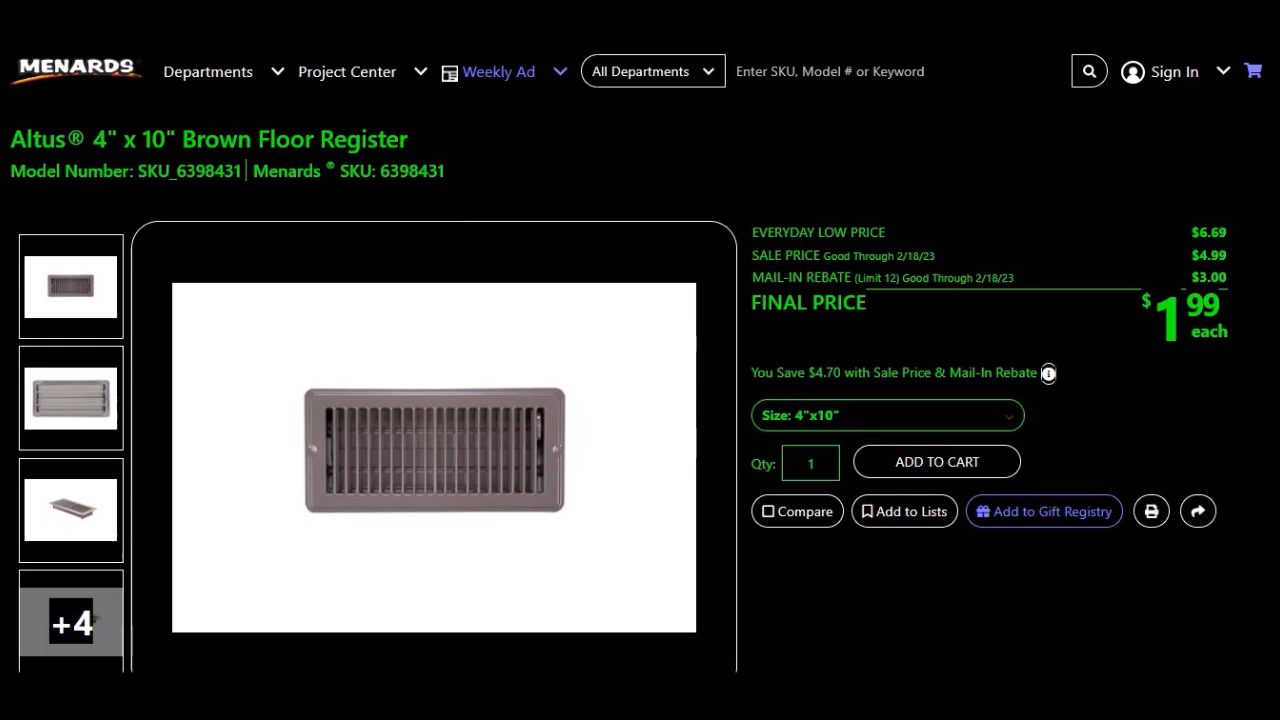 MENARDS Departments Project Center Weekly Ad All Departments Enter SKU, Model # or Keyword Sign In
Altus® 4" x 10" Brown Floor Register
Model Number: SKU_6398431 | Menards ® SKU: 6398431
EVERYDAY LOW PRICE $6.69
SALE PRICE Good Through 2/18/23 $4.99
MAIL-IN REBATE (Limit 12) Good Through 2/18/23 $3.00
FINAL PRICE $1 99 each
You Save $4.70 with Sale Price & Mail-In Rebate
Size: 4"x10"
Qty: 1 ADD TO CART
Compare Add to Lists Add to Gift Registry
+4